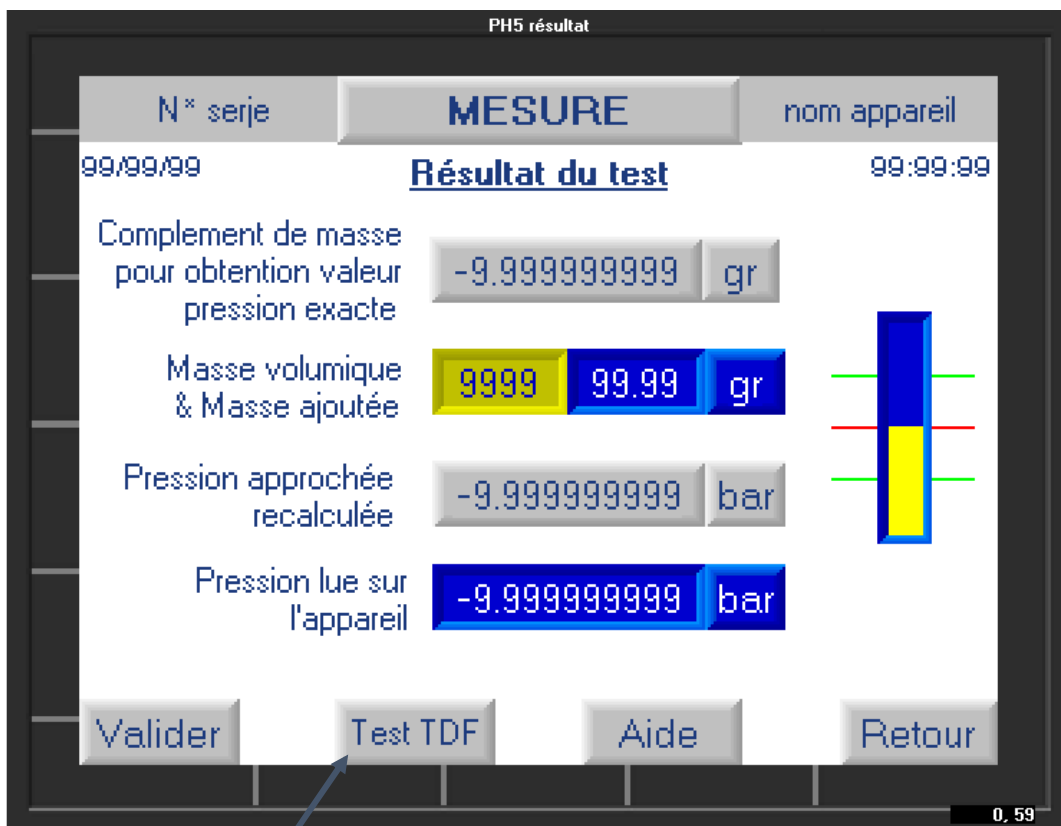 PH5 résultat
N° serje MESURE nom appareil
99/99/99 Résultat du test 99:99:99
Complement de masse
pour obtention valeur
pression exacte
-9.999999999 gr
Masse volumique
& Masse ajoutée
9999 99.99 gr
Pression approchée
recalculée
-9.999999999 bar
Pression lue sur
l'appareil
-9.999999999 bar
Valider Test TDF Aide Retour
0, 59